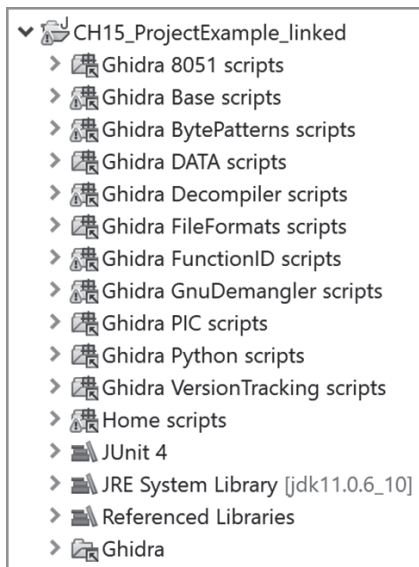 CH15_ProjectExample_linked
Ghidra 8051 scripts
Ghidra Base scripts
Ghidra BytePatterns scripts
Ghidra DATA scripts
Ghidra Decompiler scripts
Ghidra FileFormats scripts
Ghidra FunctionID scripts
Ghidra GnuDemangler scripts
Ghidra PIC scripts
Ghidra Python scripts
Ghidra VersionTracking scripts
Home scripts
JUnit 4
JRE System Library [jdk11.0.6_10]
Referenced Libraries
Ghidra